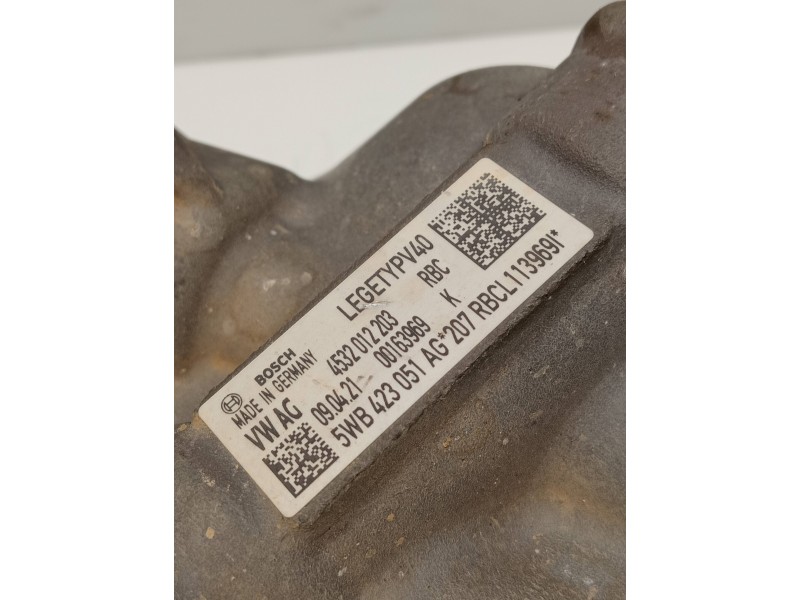 BOSCH
MADE IN GERMANY
VW AG LEGETYPV40
4532 012 203 RBC
09.04.21 00163969 K
5WB 423 051 AG*207 RBCL113969I*